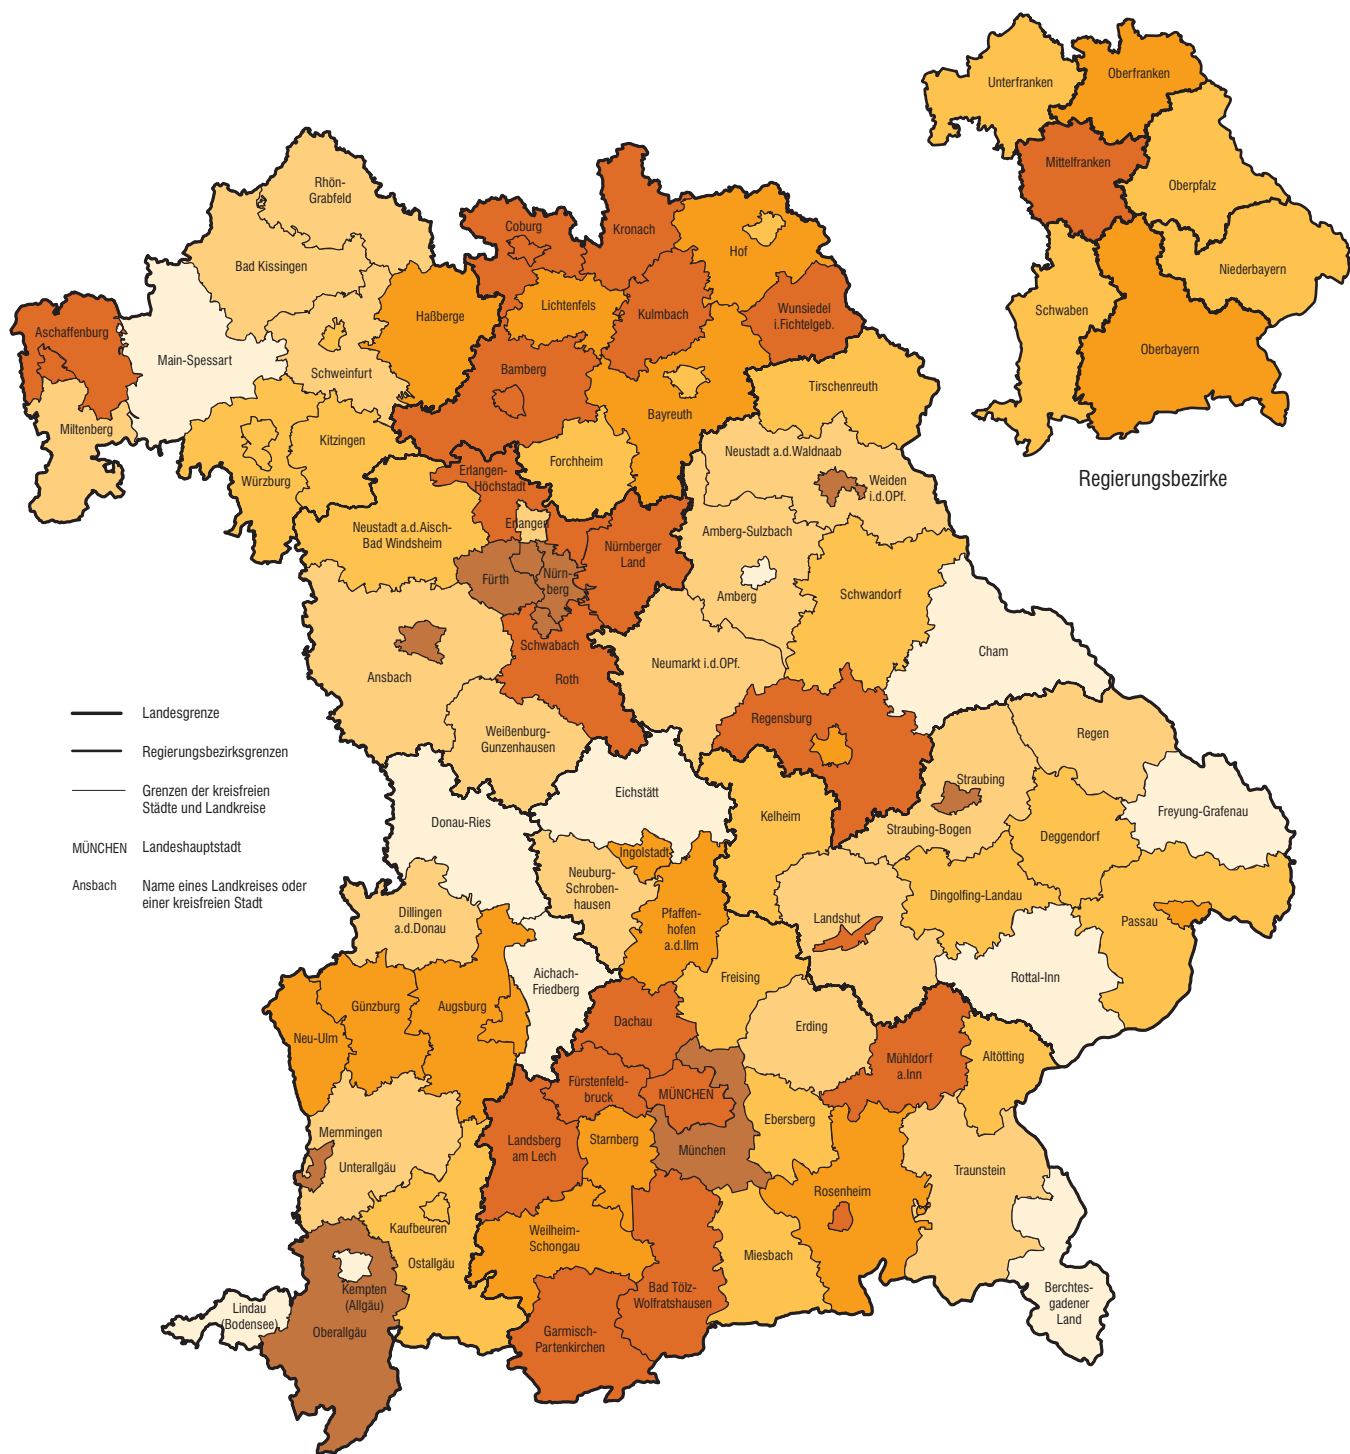 Unterfranken
Oberfranken
Mittelfranken
Oberpfalz
Niederbayern
Schwaben
Oberbayern
Regierungsbezirke
Rhön-
Grabfeld
Bad Kissingen
Coburg
Kronach
Hof
Lichtenfels
Haßberge
Kulmbach
Wunsiedel
i.Fichtelgeb.
Aschaffenburg
Main-Spessart
Schweinfurt
Bamberg
Tirschenreuth
Bayreuth
Miltenberg
Kitzingen
Würzburg
Forchheim
Neustadt a.d.Waldnaab
Erlangen-
Höchstadt
Weiden
i.d.OPf.
Neustadt a.d.Aisch-
Bad Windsheim
Erlangen
Amberg-Sulzbach
Nürnberger
Land
Fürth
Nürn-
berg
Amberg
Schwandorf
Schwabach
Cham
Neumarkt i.d.OPf.
Ansbach
Roth
Regensburg
Weißenburg-
Gunzenhausen
Regen
Straubing
Eichstätt
Donau-Ries
Kelheim
Freyung-Grafenau
Straubing-Bogen
Deggendorf
Ingolstadt
Neuburg-
Schroben-
hausen
Dingolfing-Landau
Dillingen
a.d.Donau
Pfaffen-
hofen
a.d.Ilm
Landshut
Passau
Aichach-
Friedberg
Freising
Rottal-Inn
Günzburg
Augsburg
Dachau
Erding
Neu-Ulm
Mühldorf
a.Inn
Altötting
Fürstenfeld-
bruck
MÜNCHEN
Ebersberg
Memmingen
Landsberg
am Lech
Starnberg
München
Unterallgäu
Traunstein
Rosenheim
Kaufbeuren
Weilheim-
Schongau
Ostallgäu
Miesbach
Kempten
(Allgäu)
Bad Tölz-
Wolfratshausen
Berchtes-
gadener
Land
Lindau
(Bodensee)
Oberallgäu
Garmisch-
Partenkirchen
Landesgrenze
Regierungsbezirksgrenzen
Grenzen der kreisfreien
Städte und Landkreise
MÜNCHEN Landeshauptstadt
Ansbach Name eines Landkreises oder
einer kreisfreien Stadt